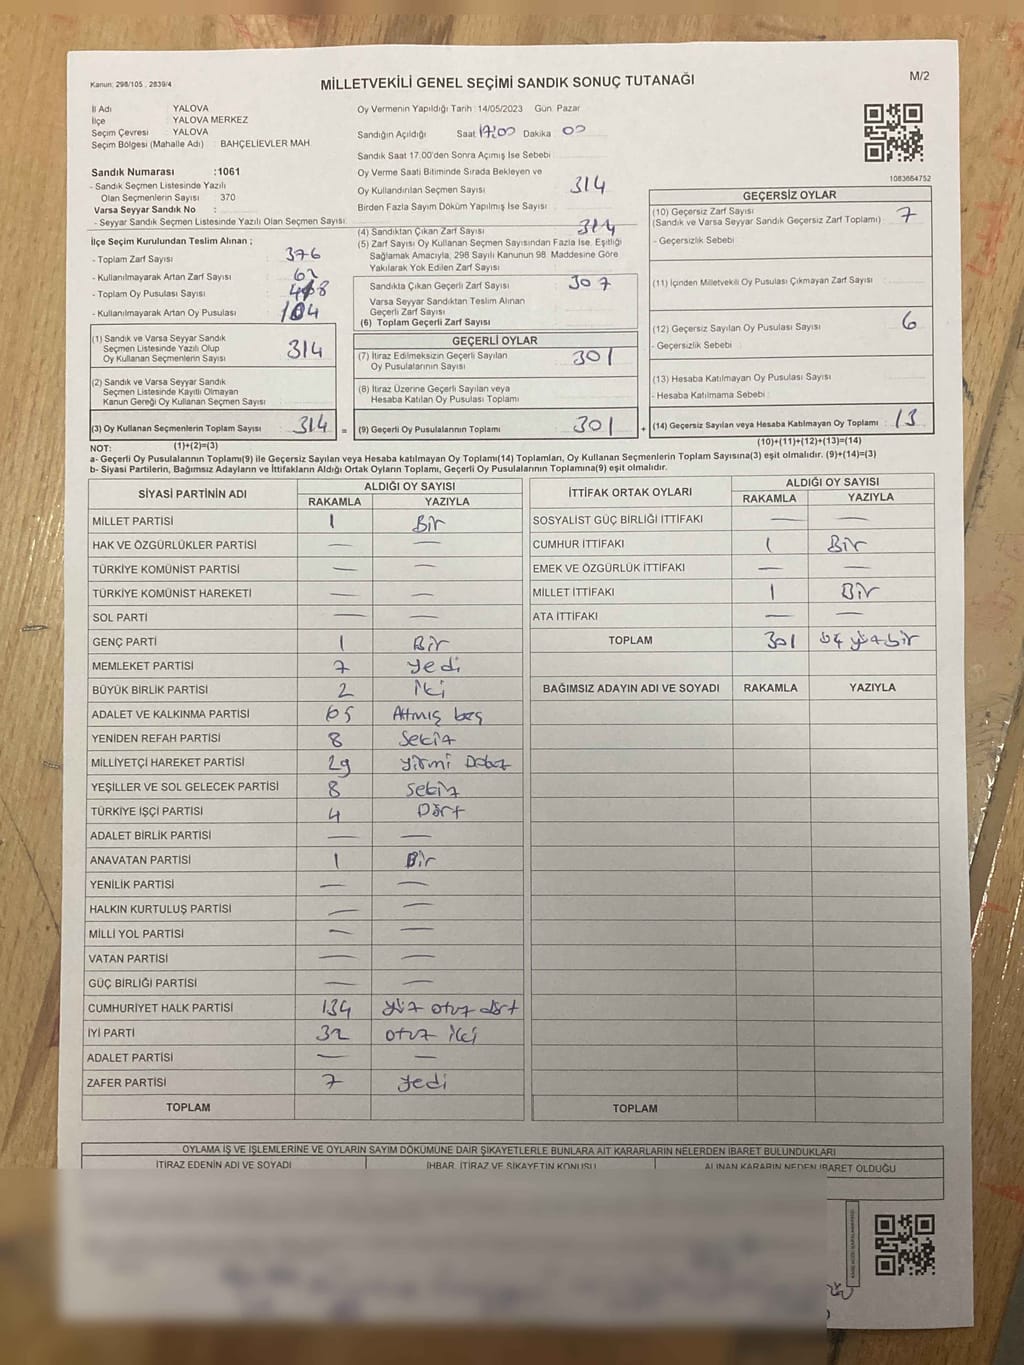 Kanun: 298/105 , 2839/4
MİLLETVEKİLİ GENEL SEÇİMİ SANDIK SONUÇ TUTANAĞI
M/2
İl Adı YALOVA
İlçe YALOVA MERKEZ
Seçim Çevresi YALOVA
Seçim Bölgesi (Mahalle Adı) : BAHÇELİEVLER MAH.
Sandık Numarası :1061
- Sandık Seçmen Listesinde Yazılı
Olan Seçmenlerin Sayısı 370
Varsa Seyyar Sandık No :
- Seyyar Sandık Seçmen Listesinde Yazılı Olan Seçmen Sayısı:
İlçe Seçim Kurulundan Teslim Alınan ;
- Toplam Zarf Sayısı : 376
- Kullanılmayarak Artan Zarf Sayısı : 62
- Toplam Oy Pusulası Sayısı :
- Kullanılmayarak Artan Oy Pusulası : 104
(1) Sandık ve Varsa Seyyar Sandık
Seçmen Listesinde Yazılı Olup
Oy Kullanan Seçmenlerin Sayısı : 314
(2) Sandık ve Varsa Seyyar Sandık
Seçmen Listesinde Kayıtlı Olmayan
Kanun Gereği Oy Kullanan Seçmen Sayısı :
(3) Oy Kullanan Seçmenlerin Toplam Sayısı : 314 =
Oy Vermenin Yapıldığı Tarih : 14/05/2023 Gün: Pazar
Sandığın Açıldığı Saat 17:00 Dakika 00
Sandık Saat 17.00'den Sonra Açımış İse Sebebi :
Oy Verme Saati Bitiminde Sırada Bekleyen ve
Oy Kullandırılan Seçmen Sayısı : 314
Birden Fazla Sayım Döküm Yapılmış İse Sayısı :
(4) Sandıktan Çıkan Zarf Sayısı : 314
(5) Zarf Sayısı Oy Kullanan Seçmen Sayısından Fazla İse, Eşitliği
Sağlamak Amacıyla, 298 Sayılı Kanunun 98. Maddesine Göre
Yakılarak Yok Edilen Zarf Sayısı :
Sandıkta Çıkan Geçerli Zarf Sayısı : 307
Varsa Seyyar Sandıktan Teslim Alınan
Geçerli Zarf Sayısı :
(6) Toplam Geçerli Zarf Sayısı :
GEÇERLİ OYLAR
(7) İtiraz Edilmeksizin Geçerli Sayılan
Oy Pusulalarının Sayısı : 301
(8) İtiraz Üzerine Geçerli Sayılan veya
Hesaba Katılan Oy Pusulası Toplamı :
(9) Geçerli Oy Pusulalarının Toplamı : 301 +
1083664752
GEÇERSİZ OYLAR
(10) Geçersiz Zarf Sayısı
(Sandık ve Varsa Seyyar Sandık Geçersiz Zarf Toplamı) : 7
- Geçersizlik Sebebi
(11) İçinden Milletvekili Oy Pusulası Çıkmayan Zarf Sayısı :
(12) Geçersiz Sayılan Oy Pusulası Sayısı : 6
- Geçersizlik Sebebi :
(13) Hesaba Katılmayan Oy Pusulası Sayısı :
- Hesaba Katılmama Sebebi :
(14) Geçersiz Sayılan veya Hesaba Katılmayan Oy Toplamı : 13
NOT: (1)+(2)=(3) (10)+(11)+(12)+(13)=(14)
a- Geçerli Oy Pusulalarının Toplamı(9) ile Geçersiz Sayılan veya Hesaba katılmayan Oy Toplamı(14) Toplamları, Oy Kullanan Seçmenlerin Toplam Sayısına(3) eşit olmalıdır. (9)+(14)=(3)
b- Siyasi Partilerin, Bağımsız Adayların ve İttifakların Aldığı Ortak Oyların Toplamı, Geçerli Oy Pusulalarının Toplamına(9) eşit olmalıdır.
SİYASİ PARTİNİN ADI ALDIĞI OY SAYISI
RAKAMLA YAZIYLA
MİLLET PARTİSİ 1 Bir
HAK VE ÖZGÜRLÜKLER PARTİSİ — —
TÜRKİYE KOMÜNİST PARTİSİ — —
TÜRKİYE KOMÜNİST HAREKETİ — —
SOL PARTİ — —
GENÇ PARTİ 1 Bir
MEMLEKET PARTİSİ 7 yedi
BÜYÜK BİRLİK PARTİSİ 2 iki
ADALET VE KALKINMA PARTİSİ 65 Atmış beş
YENİDEN REFAH PARTİSİ 8 Sekiz
MİLLİYETÇİ HAREKET PARTİSİ 29 yirmi Dokuz
YEŞİLLER VE SOL GELECEK PARTİSİ 8 Sekiz
TÜRKİYE İŞÇİ PARTİSİ 4 Dört
ADALET BİRLİK PARTİSİ — —
ANAVATAN PARTİSİ 1 Bir
YENİLİK PARTİSİ — —
HALKIN KURTULUŞ PARTİSİ — —
MİLLİ YOL PARTİSİ — —
VATAN PARTİSİ — —
GÜÇ BİRLİĞİ PARTİSİ — —
CUMHURİYET HALK PARTİSİ 134 yüz otuz dört
İYİ PARTİ 32 otuz iki
ADALET PARTİSİ — —
ZAFER PARTİSİ 7 yedi
TOPLAM
İTTİFAK ORTAK OYLARI ALDIĞI OY SAYISI
RAKAMLA YAZIYLA
SOSYALİST GÜÇ BİRLİĞİ İTTİFAKI — —
CUMHUR İTTİFAKI 1 Bir
EMEK VE ÖZGÜRLÜK İTTİFAKI — —
MİLLET İTTİFAKI 1 Bir
ATA İTTİFAKI — —
TOPLAM 301 üç yüz bir
BAĞIMSIZ ADAYIN ADI VE SOYADI RAKAMLA YAZIYLA
TOPLAM
OYLAMA İŞ VE İŞLEMLERİNE VE OYLARIN SAYIM DÖKÜMÜNE DAİR ŞİKAYETLERLE BUNLARA AİT KARARLARIN NELERDEN İBARET BULUNDUKLARI
İTİRAZ EDENİN ADI VE SOYADI İHBAR, İTİRAZ VE ŞİKAYETİN KONUSU ALINAN KARARIN NEDEN İBARET OLDUĞU